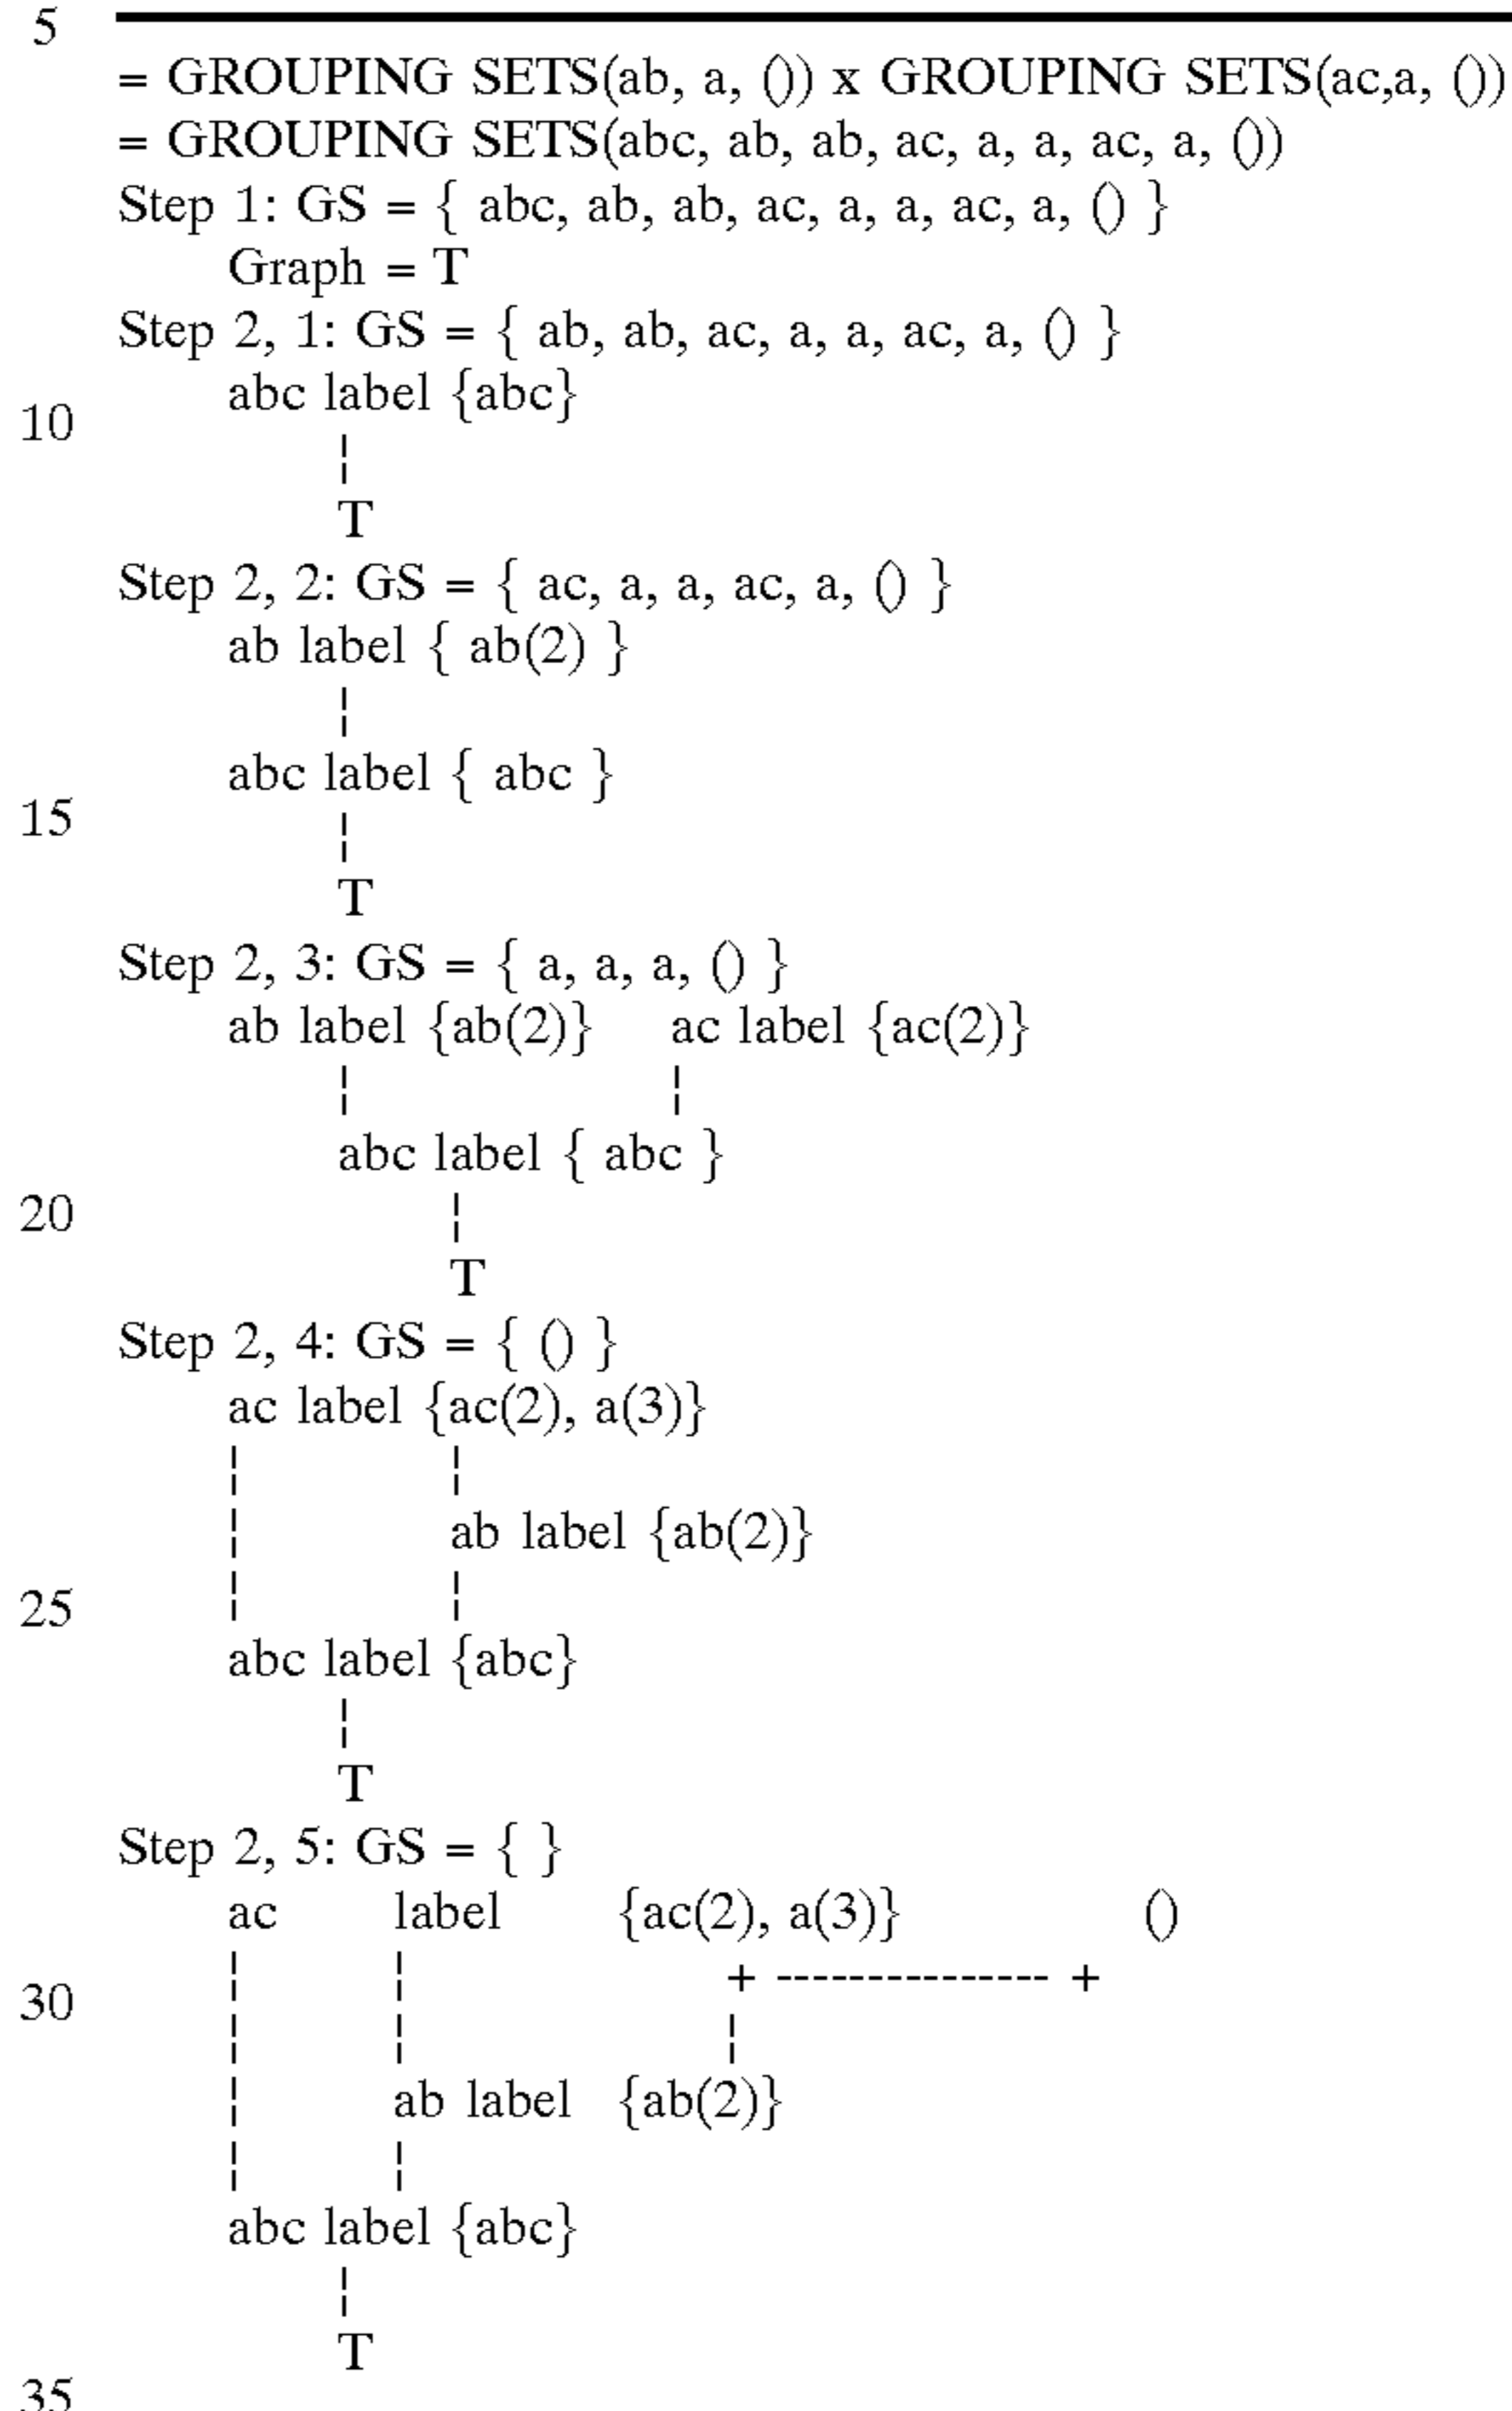 5
= GROUPING SETS(ab, a, ()) x GROUPING SETS(ac,a, ())
= GROUPING SETS(abc, ab, ab, ac, a, a, ac, a, ())
Step 1: GS = { abc, ab, ab, ac, a, a, ac, a, () }
Graph = T
Step 2, 1: GS = { ab, ab, ac, a, a, ac, a, () }
abc label {abc}
10
T
Step 2, 2: GS = { ac, a, a, ac, a, () }
ab label { ab(2) }
abc label { abc }
15
T
Step 2, 3: GS = { a, a, a, () }
ab label {ab(2)} ac label {ac(2)}
abc label { abc }
20
T
Step 2, 4: GS = { () }
ac label {ac(2), a(3)}
ab label {ab(2)}
25
abc label {abc}
T
Step 2, 5: GS = { }
ac label {ac(2), a(3)} ()
+ --------------- +
30
ab label {ab(2)}
abc label {abc}
T
35